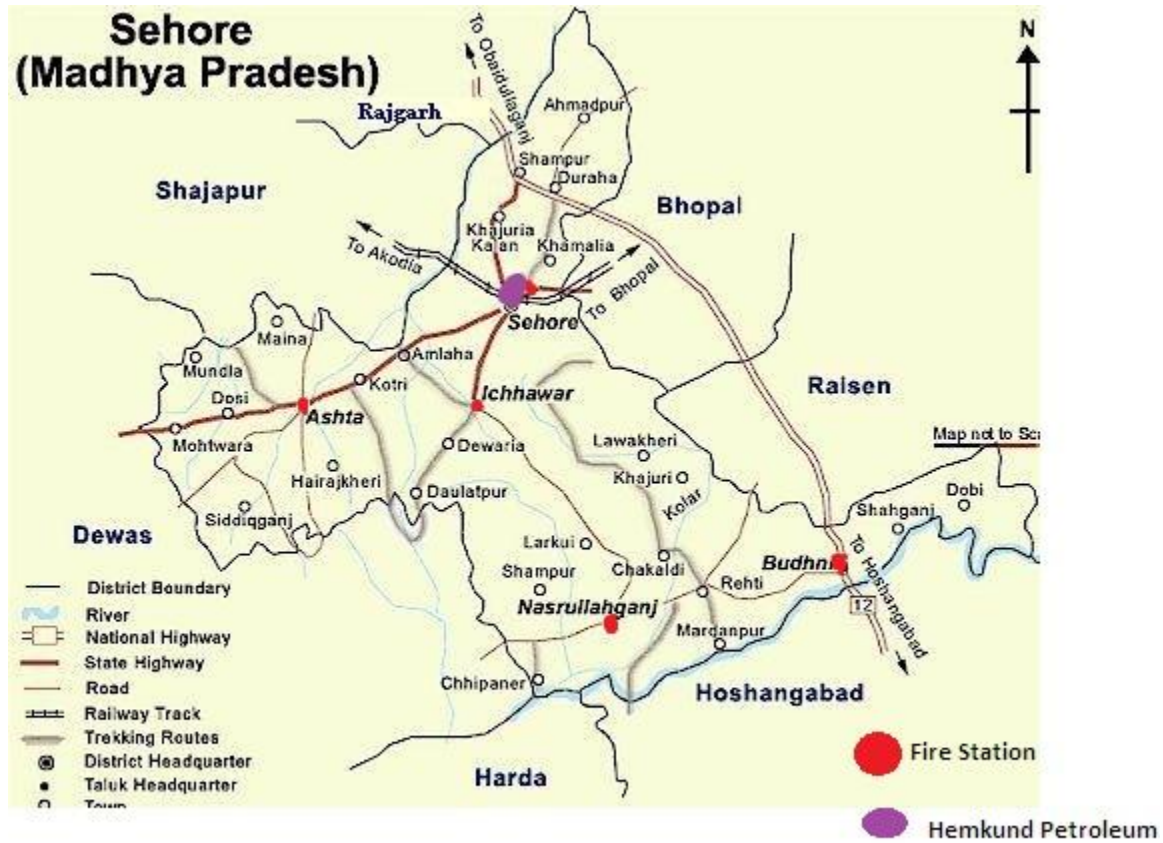 Sehore
(Madhya Pradesh)
To Obaidullaganj
N
Ahmadpur
Rajgarh
Shampur
Duraha
Shajapur
Bhopal
Khajuria
Kalan
Khamalia
To Akodia
To Bhopal
Sehore
Maina
Amlaha
Mundla
Kotri
Raisen
Dosi
Ichhawar
Ashta
Mohtwara
Dewaria
Lawakheri
Map not to Sca
Hairajkheri
Khajuri
Daulatpur
Kolar
Dobi
Siddiqganj
Shahganj
Dewas
Larkui
To Hoshangabad
Chakaldi
Budhni
Shampur
Rehti
District Boundary
River
Nasrullahganj
12
National Highway
Mardanpur
State Highway
Chhipaner
Road
Hoshangabad
Railway Track
Trekking Routes
Fire Station
District Headquarter
Harda
Taluk Headquarter
Town
Hemkund Petroleum